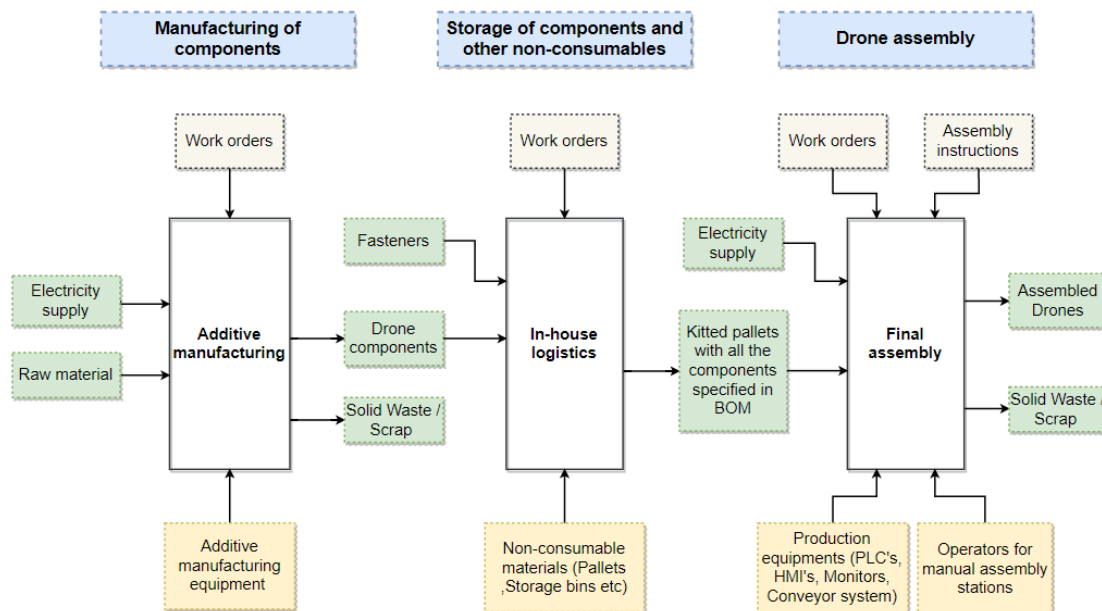 Manufacturing of
components
Storage of components and
other non-consumables
Drone assembly
Work orders
Work orders
Work orders
Assembly
instructions
Fasteners
Electricity
supply
Electricity
supply
Raw material
Additive
manufacturing
Drone
components
Solid Waste /
Scrap
In-house
logistics
Kitted pallets
with all the
components
specified in
BOM
Final
assembly
Assembled
Drones
Solid Waste /
Scrap
Additive
manufacturing
equipment
Non-consumable
materials (Pallets
,Storage bins etc)
Production
equipments (PLC's,
HMI's, Monitors,
Conveyor system)
Operators for
manual assembly
stations